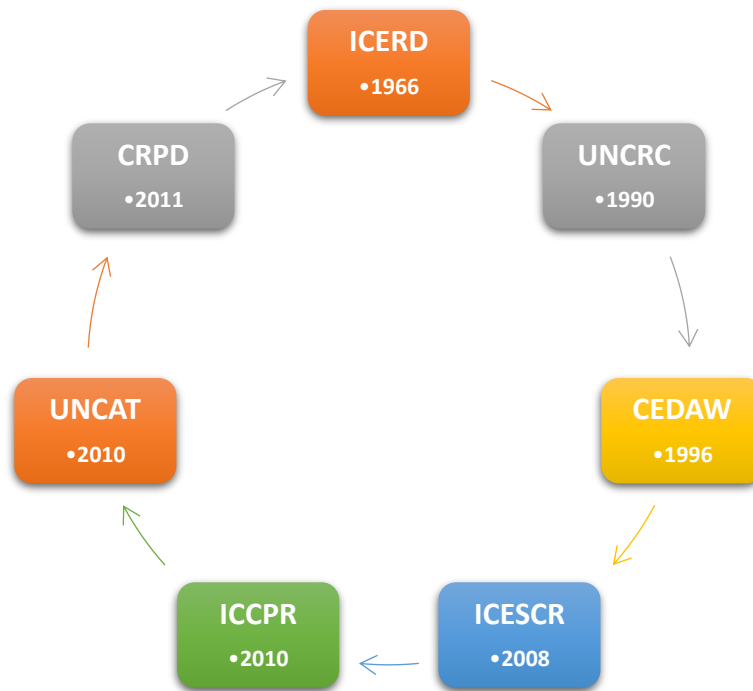 ICERD
•1966
UNCRC
•1990
CEDAW
•1996
ICESCR
•2008
ICCPR
•2010
UNCAT
•2010
CRPD
•2011